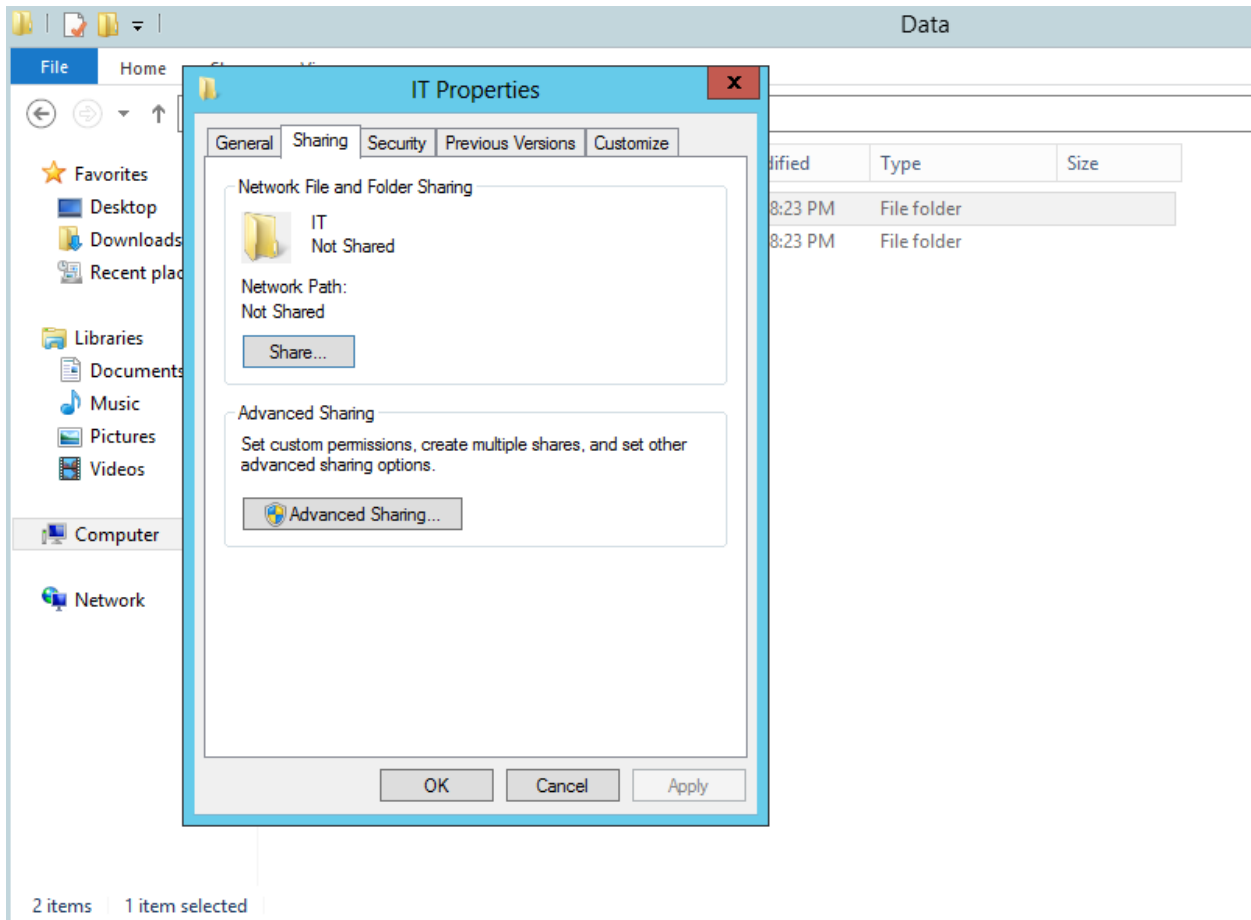 Data
File
Home
IT Properties
x
General
Sharing
Security
Previous Versions
Customize
Network File and Folder Sharing
IT
Not Shared
Network Path:
Not Shared
Share...
Advanced Sharing
Set custom permissions, create multiple shares, and set other
advanced sharing options.
Advanced Sharing...
OK
Cancel
Apply
Favorites
Desktop
Downloads
Recent
Libraries
Documents
Music
Pictures
Videos
Computer
Network
Type
Size
8:23 PM
File folder
8:23 PM
File folder
2 items
1 item selected